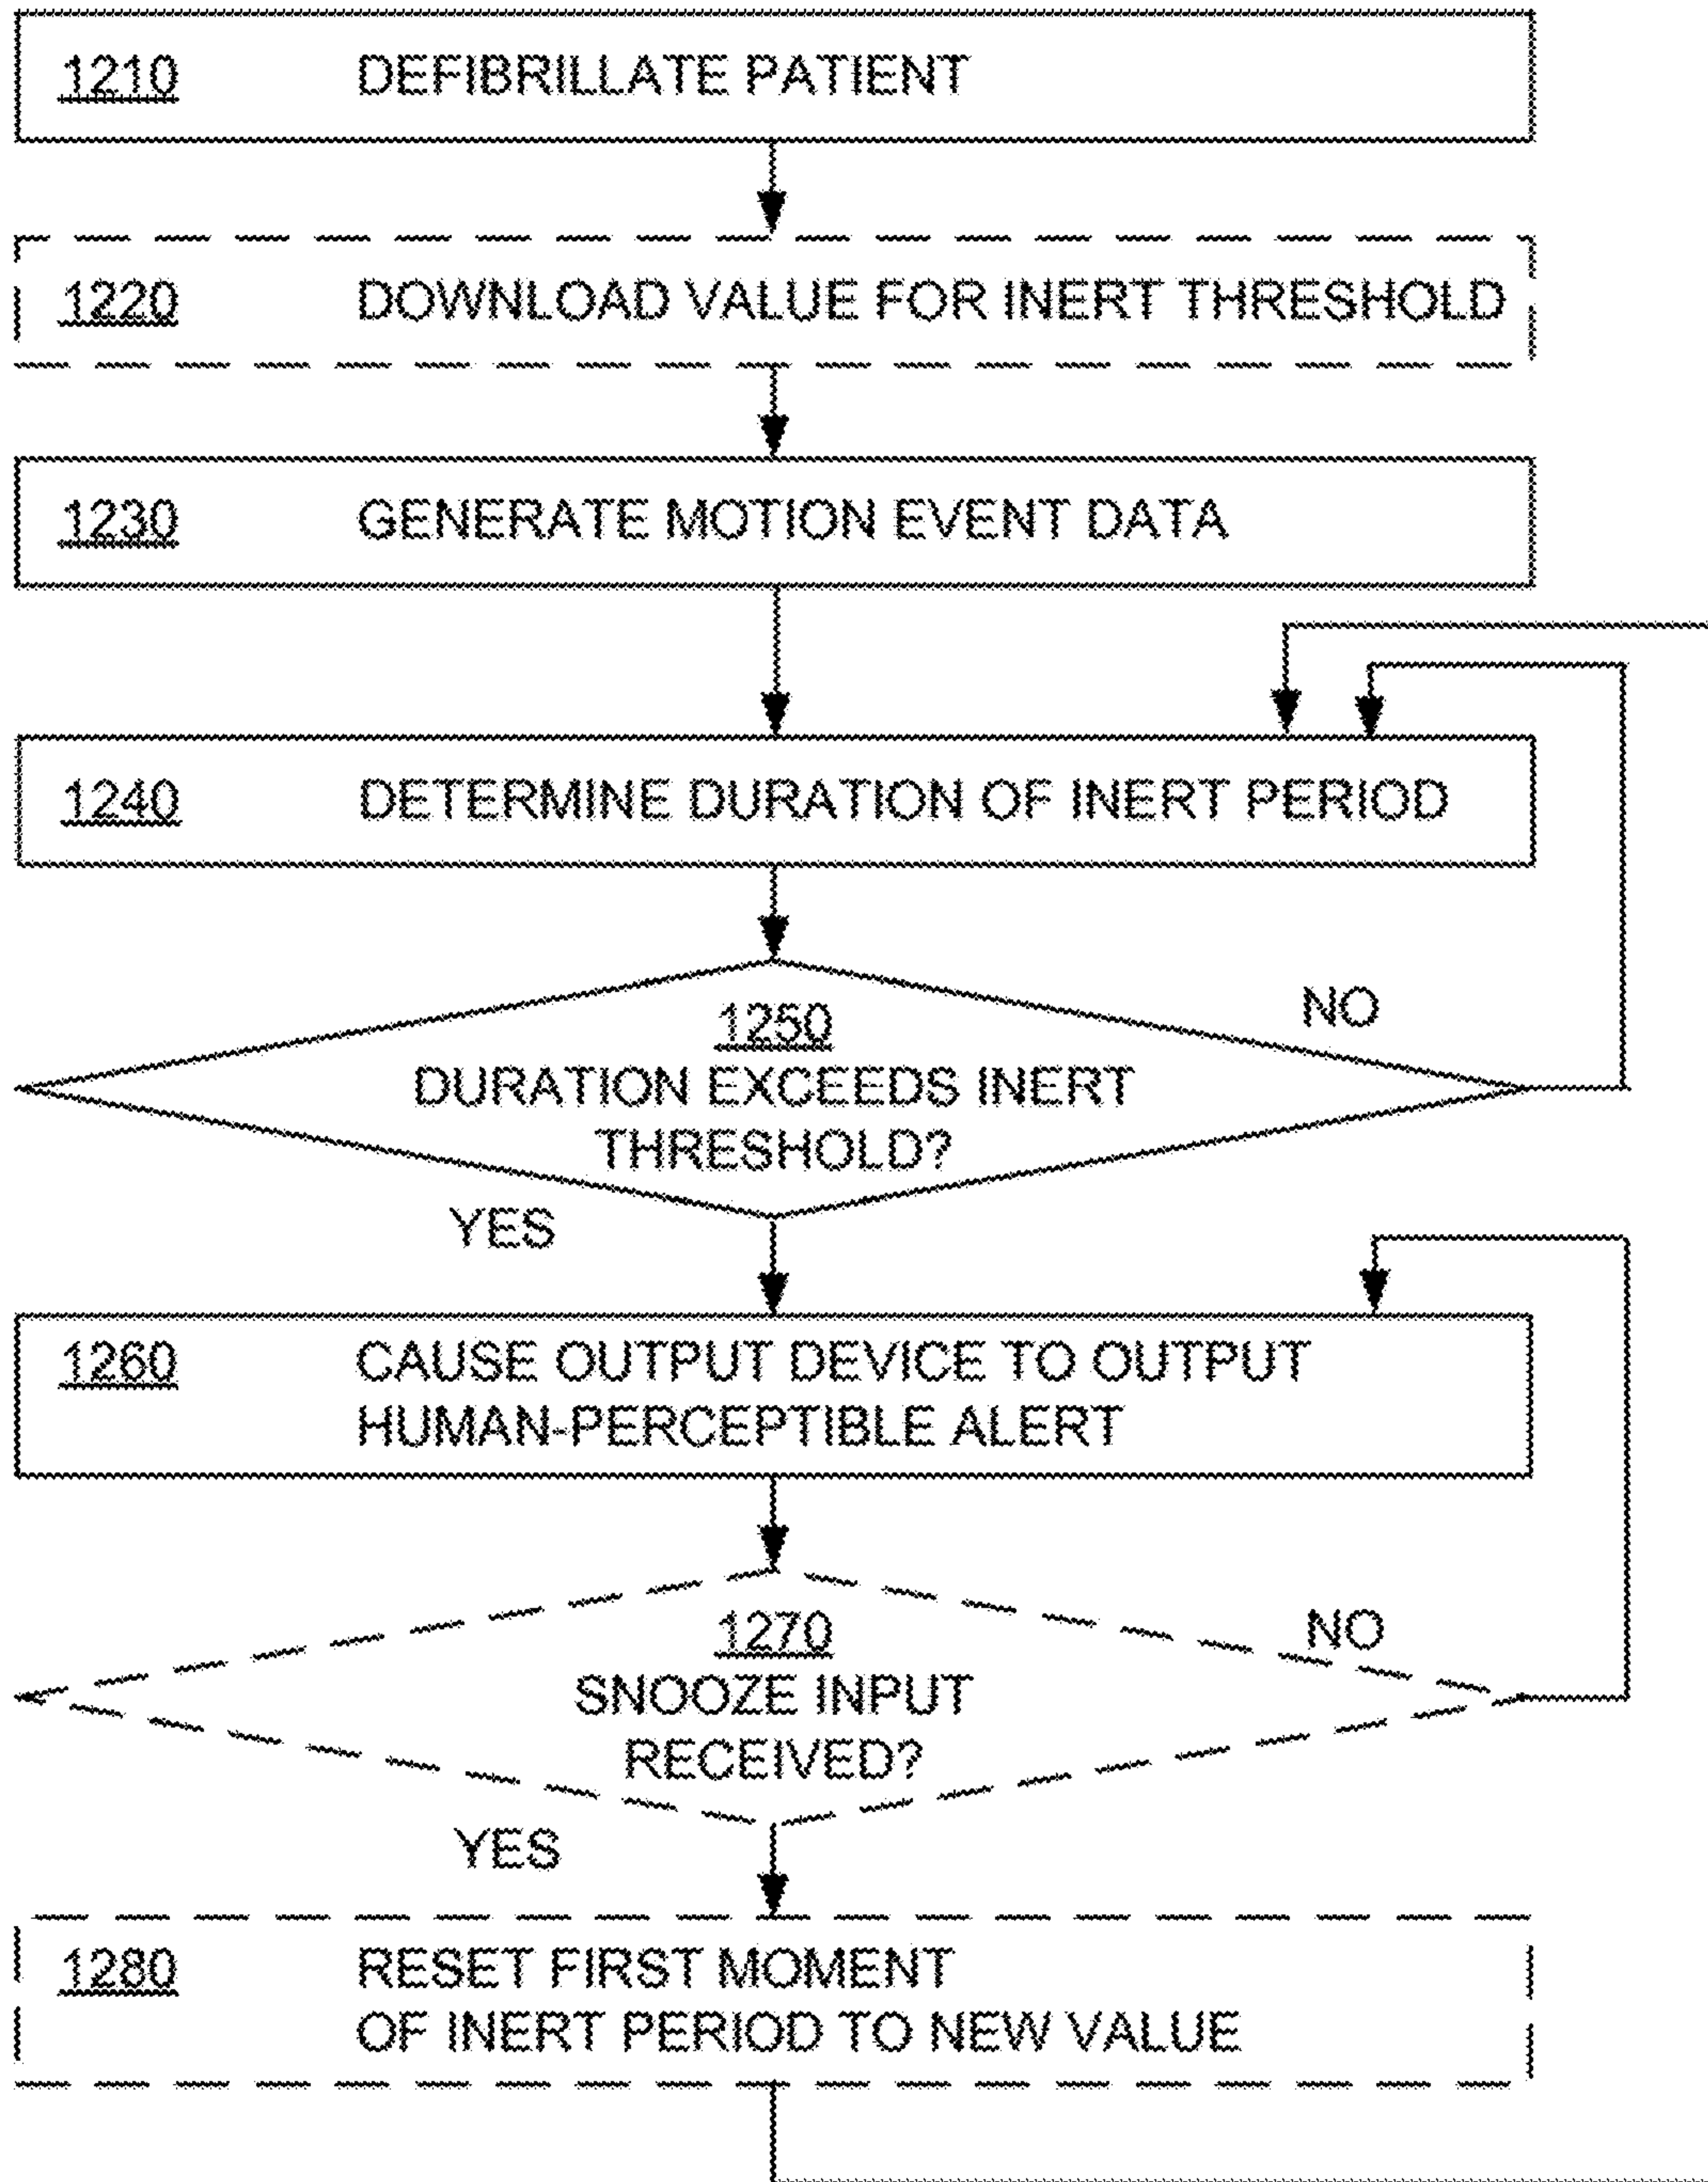 1210 DEFIBRILLATE PATIENT
1220 DOWNLOAD VALUE FOR INERT THRESHOLD
1230 GENERATE MOTION EVENT DATA
1240 DETERMINE DURATION OF INERT PERIOD
1250
NO
DURATION EXCEEDS INERT
THRESHOLD?
YES
1260 CAUSE OUTPUT DEVICE TO OUTPUT
HUMAN-PERCEPTIBLE ALERT
1270
NO
SNOOZE INPUT
RECEIVED?
YES
1280 RESET FIRST MOMENT
OF INERT PERIOD TO NEW VALUE